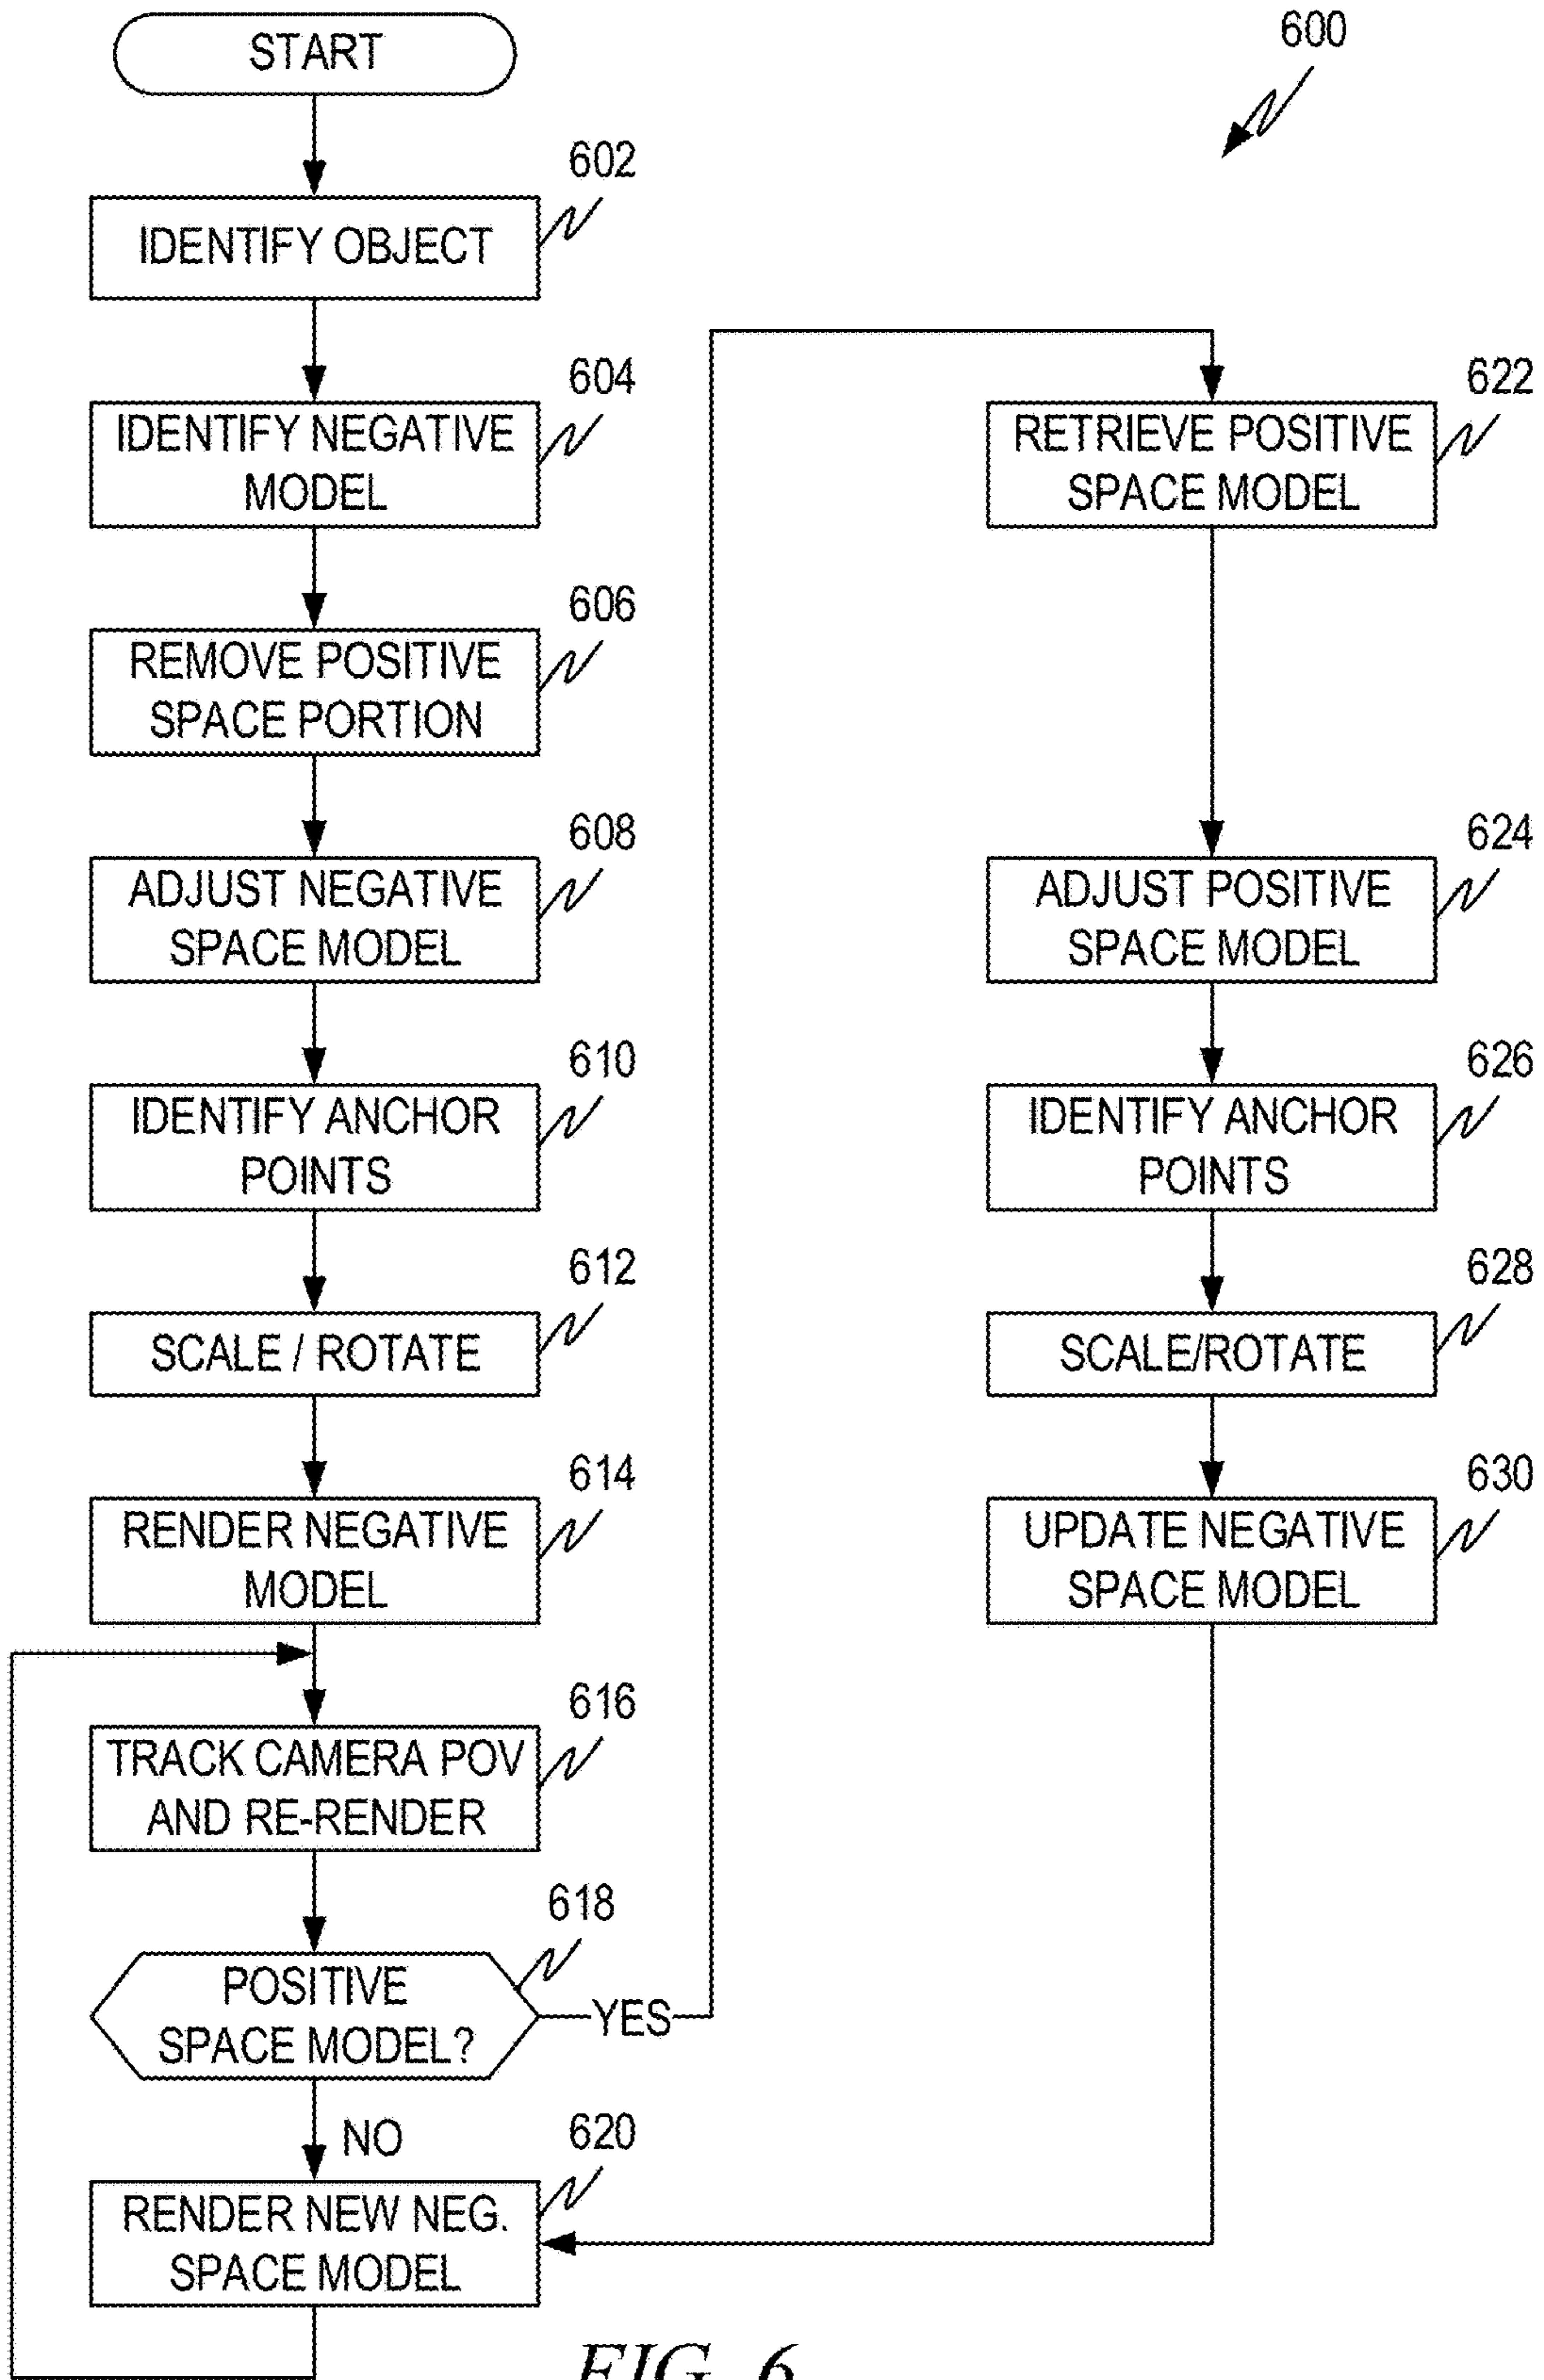 START
600
602
IDENTIFY OBJECT
604
IDENTIFY NEGATIVE
MODEL
606
REMOVE POSITIVE
SPACE PORTION
608
ADJUST NEGATIVE
SPACE MODEL
610
IDENTIFY ANCHOR
POINTS
612
SCALE / ROTATE
614
RENDER NEGATIVE
MODEL
616
TRACK CAMERA POV
AND RE-RENDER
618
POSITIVE
SPACE MODEL?
YES
NO
620
RENDER NEW NEG.
SPACE MODEL
622
RETRIEVE POSITIVE
SPACE MODEL
624
ADJUST POSITIVE
SPACE MODEL
626
IDENTIFY ANCHOR
POINTS
628
SCALE/ROTATE
630
UPDATE NEGATIVE
SPACE MODEL
FIG. 6